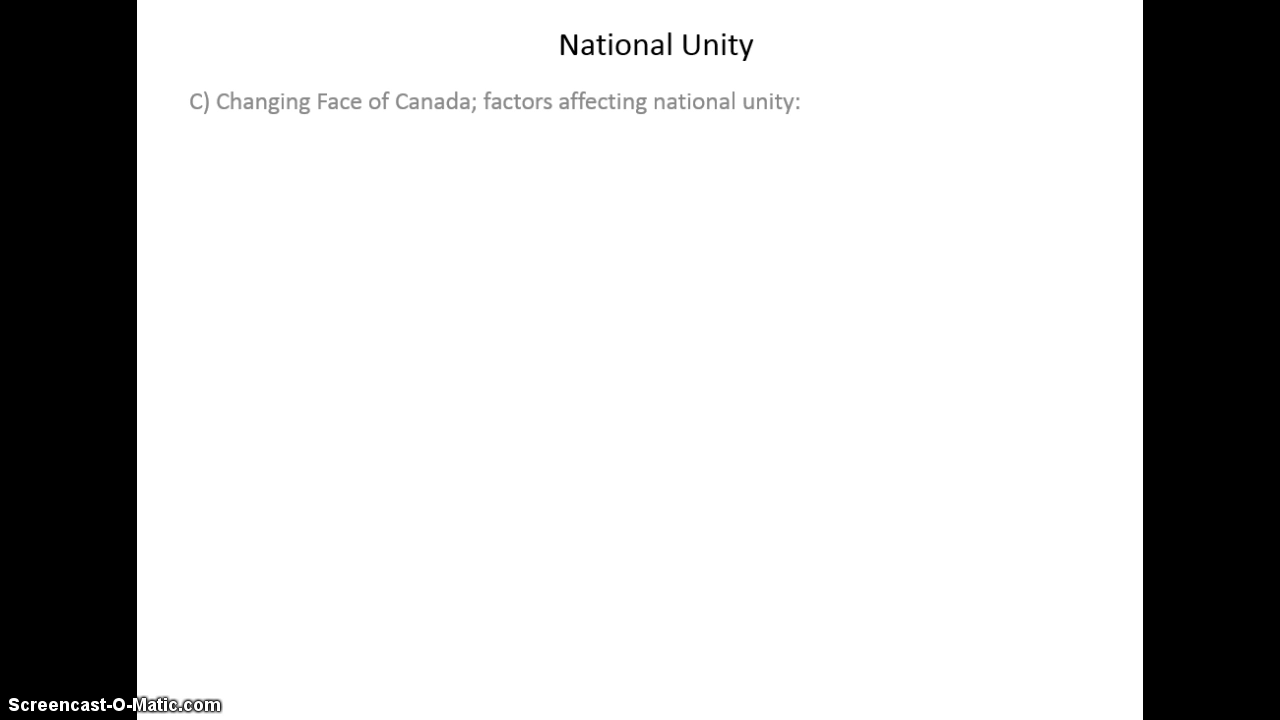 National Unity
C) Changing Face of Canada; factors affecting national unity:
Screencast-O-Matic.com